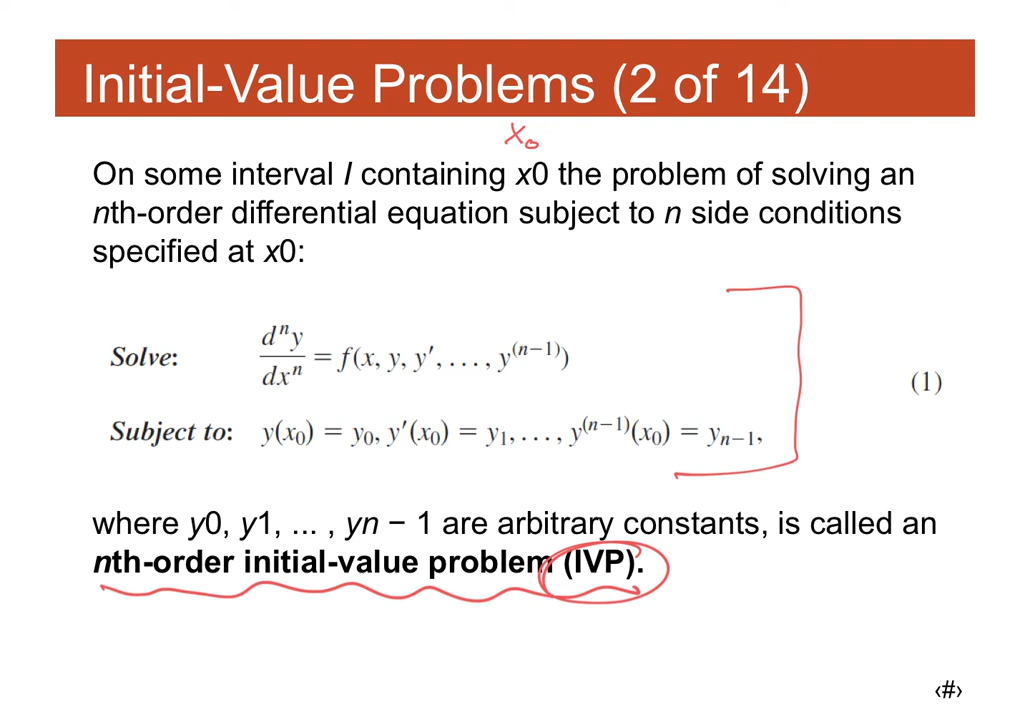 Initial-Value Problems (2 of 14)
x₀
On some interval I containing x0 the problem of solving an
nth-order differential equation subject to n side conditions
specified at x0:
Solve: dⁿy/dxⁿ = f(x, y, y′, . . . , y⁽ⁿ⁻¹⁾)
(1)
Subject to: y(x₀) = y₀, y′(x₀) = y₁, . . . , y⁽ⁿ⁻¹⁾(x₀) = yₙ₋₁,
where y0, y1, ... , yn − 1 are arbitrary constants, is called an
nth-order initial-value problem (IVP).
‹#›